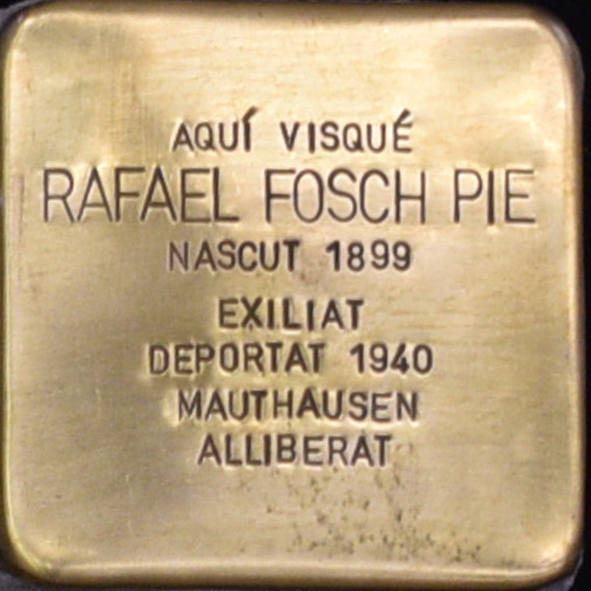 AQUÍ VISQUÉ
RAFAEL FOSCH PIE
NASCUT 1899
EXILIAT
DEPORTAT 1940
MAUTHAUSEN
ALLIBERAT